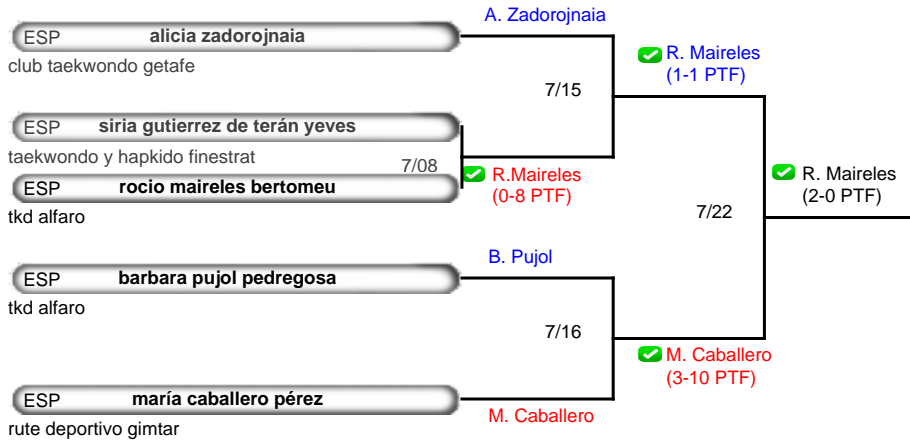 A. Zadorojnaia
ESP alicia zadorojnaia
club taekwondo getafe
R. Maireles
(1-1 PTF)
7/15
ESP siria gutierrez de terán yeves
taekwondo y hapkido finestrat
7/08
R.Maireles
(0-8 PTF)
ESP rocio maireles bertomeu
tkd alfaro
R. Maireles
(2-0 PTF)
7/22
B. Pujol
ESP barbara pujol pedregosa
tkd alfaro
7/16
M. Caballero
(3-10 PTF)
ESP maría caballero pérez
M. Caballero
rute deportivo gimtar